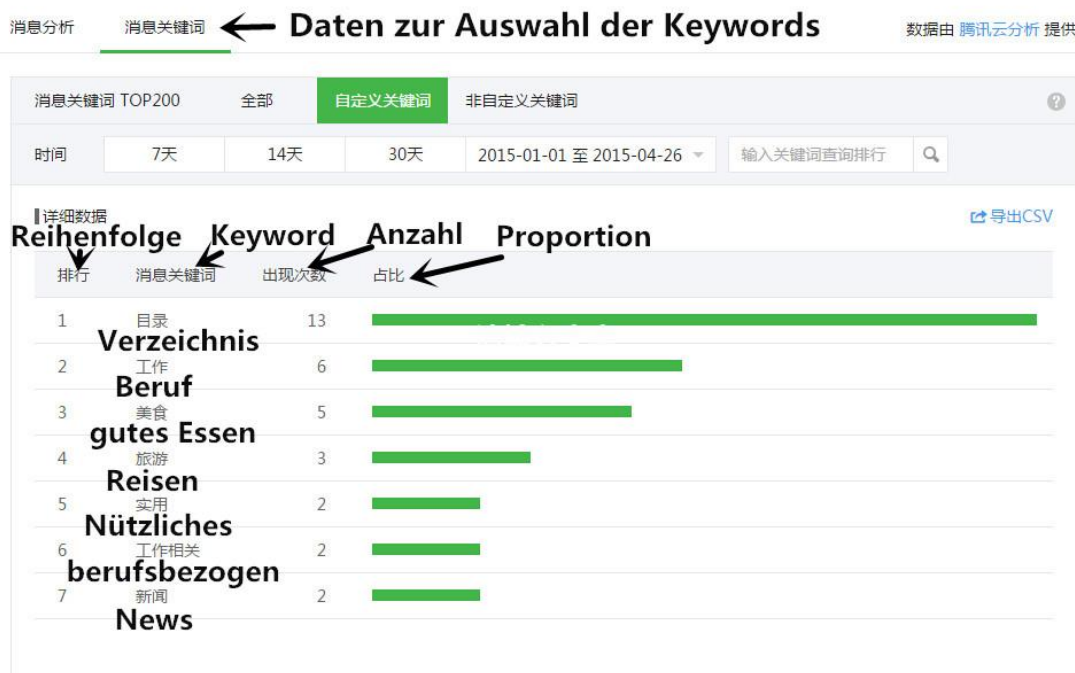 消息分析 消息关键词 Daten zur Auswahl der Keywords 数据由 腾讯云分析 提供
消息关键词 TOP200 全部 自定义关键词 非自定义关键词 ?
时间 7天 14天 30天 2015-01-01 至 2015-04-26 输入关键词查询排行
详细数据 导出CSV
Reihenfolge Keyword Anzahl Proportion
排行 消息关键词 出现次数 占比
1 目录 13
Verzeichnis
2 工作 6
Beruf
3 美食 5
gutes Essen
4 旅游 3
Reisen
5 实用 2
Nützliches
6 工作相关 2
berufsbezogen
7 新闻 2
News